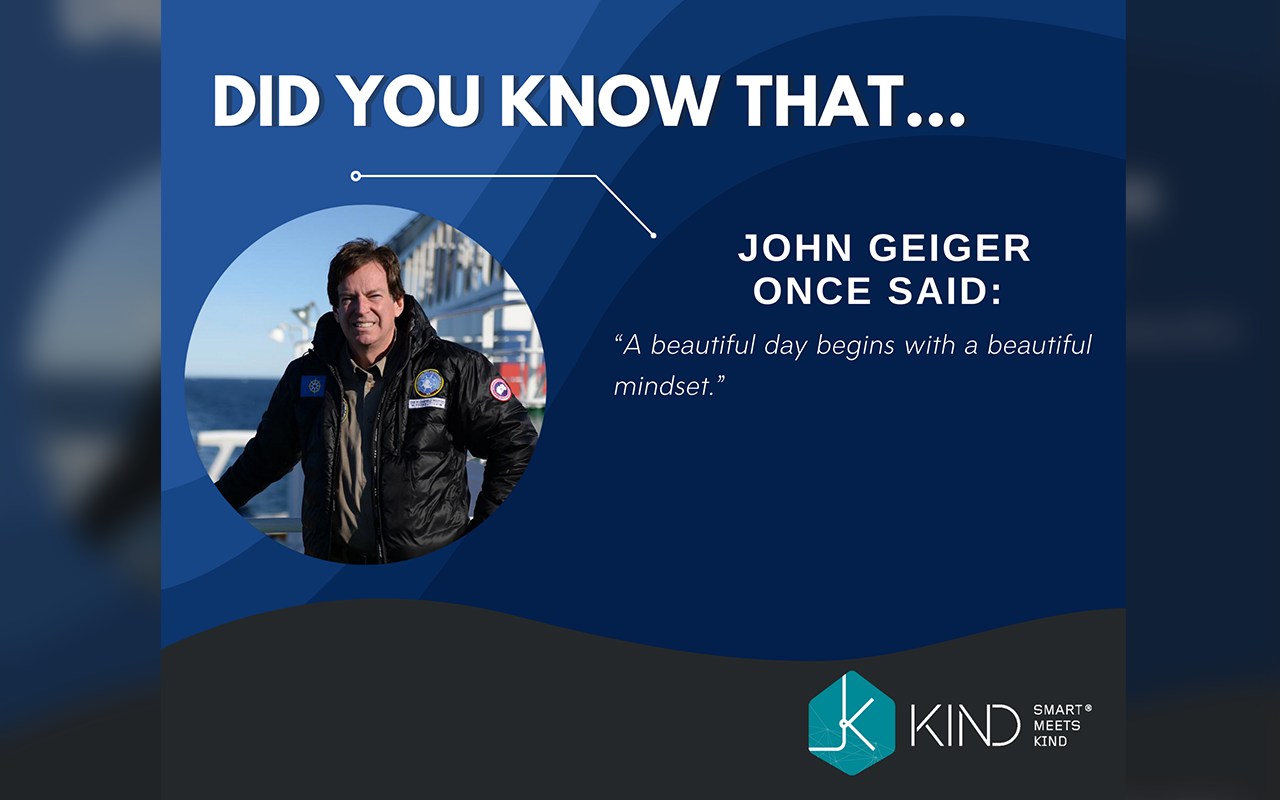 DID YOU KNOW THAT...
JOHN GEIGER
ONCE SAID:
“A beautiful day begins with a beautiful
mindset.”
KIND
SMART®
MEETS
KIND